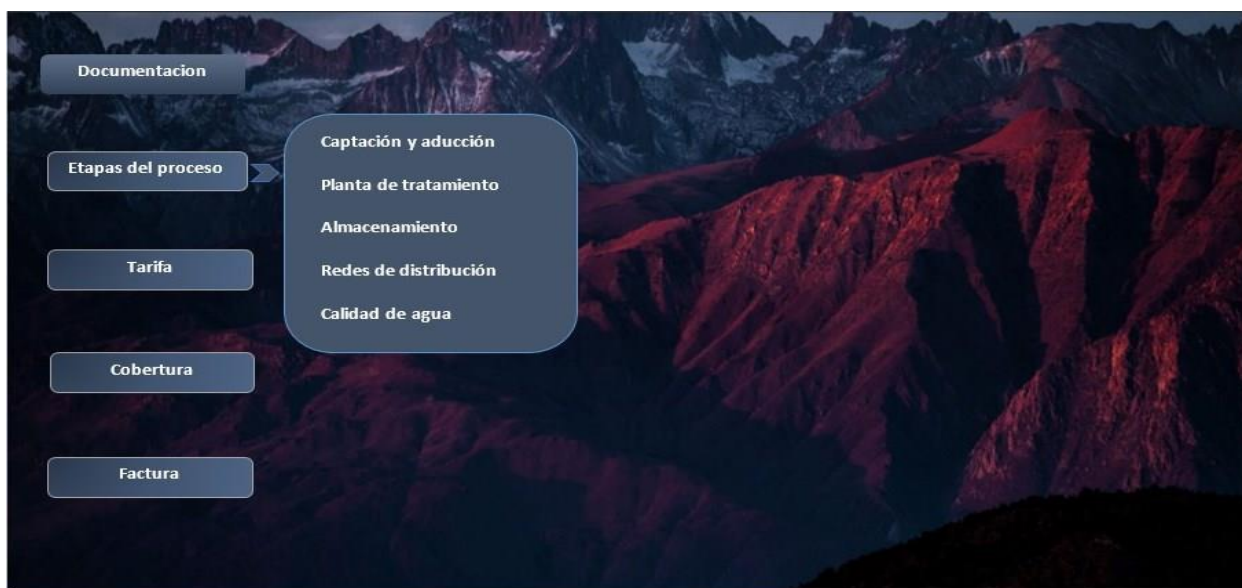 Documentacion
Etapas del proceso
Captación y aducción
Planta de tratamiento
Almacenamiento
Redes de distribución
Calidad de agua
Tarifa
Cobertura
Factura